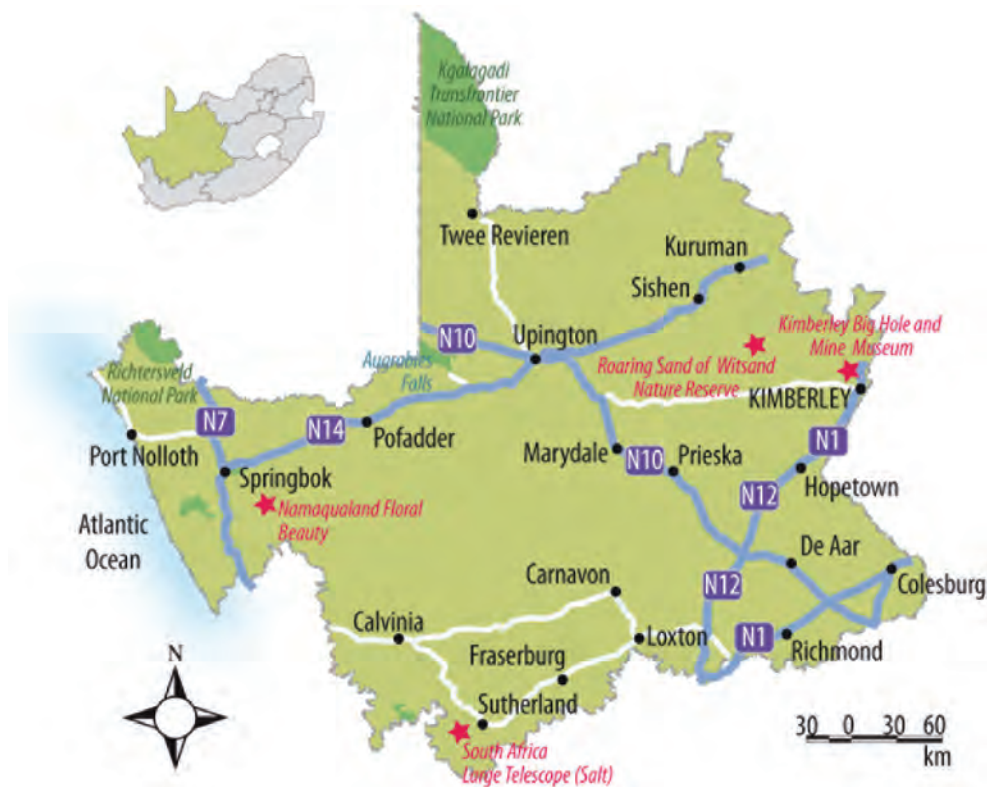 Kgalagadi
Transfrontier
National Park
Twee Revieren
Kuruman
Sishen
N10
Upington
Kimberley Big Hole and
Mine Museum
Roaring Sand of Witsand
Nature Reserve
Augrabies
Falls
Richtersveld
National Park
KIMBERLEY
N7
N14
Pofadder
Port Nolloth
Springbok
Marydale
N10
Prieska
N1
N12
Hopetown
Namaqualand Floral
Beauty
Atlantic
Ocean
De Aar
Carnavon
N12
Colesburg
Calvinia
Loxton
N1
Richmond
Fraserburg
Sutherland
N
South Africa
Lurge Telescope (Salt)
30 0 30 60
km